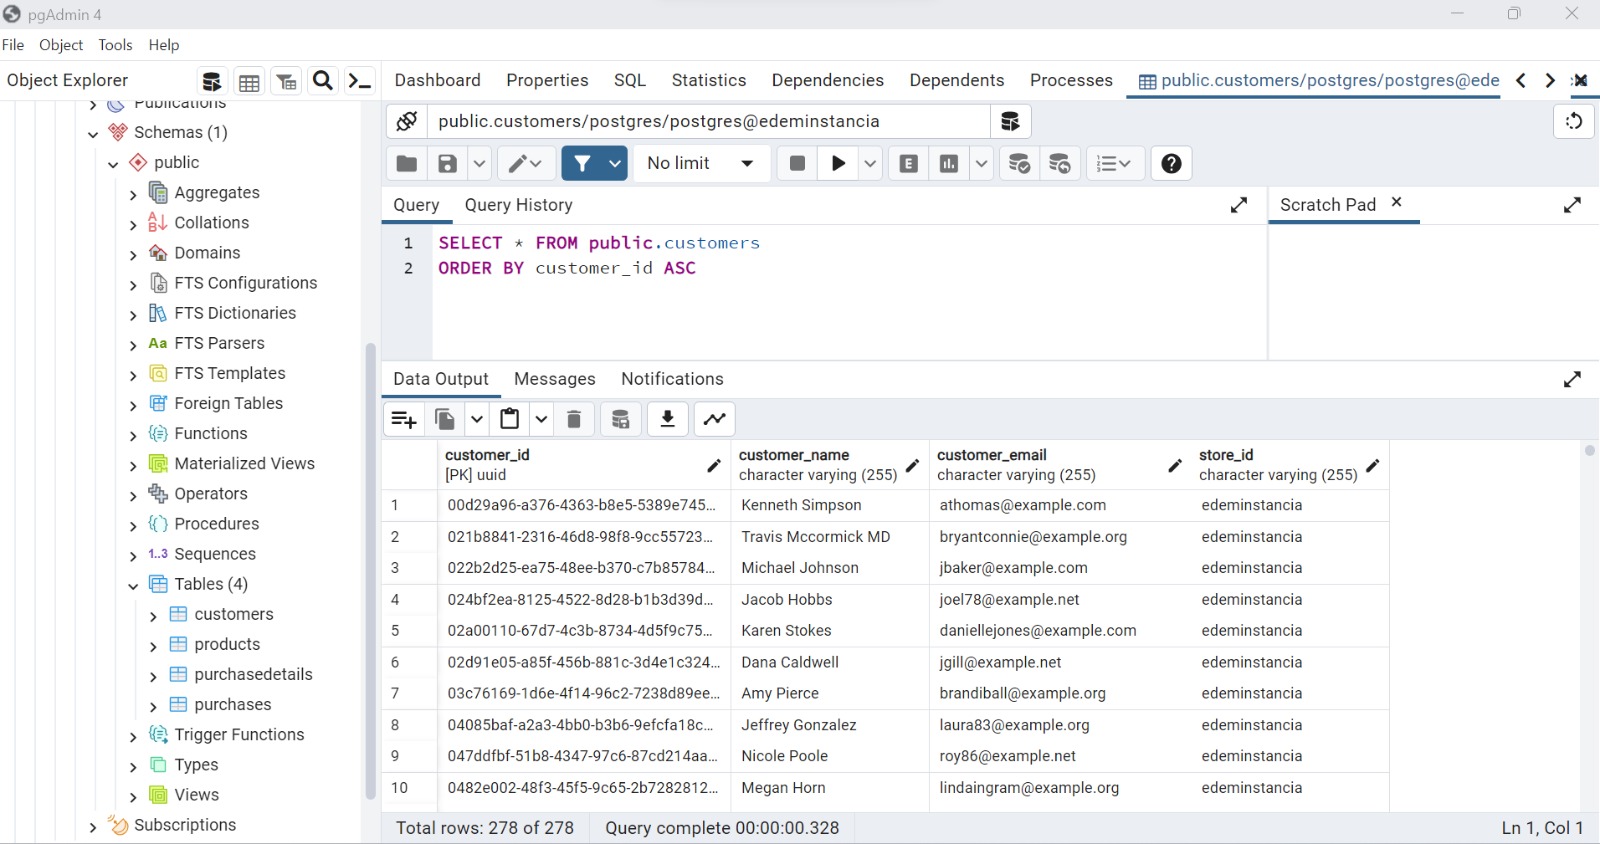 pgAdmin 4
File Object Tools Help
Object Explorer
Dashboard Properties SQL Statistics Dependencies Dependents Processes public.customers/postgres/postgres@ede
Publications
Schemas (1)
public
Aggregates
Collations
Domains
FTS Configurations
FTS Dictionaries
Aa FTS Parsers
FTS Templates
Foreign Tables
Functions
Materialized Views
Operators
Procedures
1..3 Sequences
Tables (4)
customers
products
purchasedetails
purchases
Trigger Functions
Types
Views
Subscriptions
public.customers/postgres/postgres@edeminstancia
No limit
E
Query Query History
Scratch Pad
1 SELECT * FROM public.customers
2 ORDER BY customer_id ASC
Data Output Messages Notifications
customer_id customer_name customer_email store_id
[PK] uuid character varying (255) character varying (255) character varying (255)
1 00d29a96-a376-4363-b8e5-5389e745... Kenneth Simpson athomas@example.com edeminstancia
2 021b8841-2316-46d8-98f8-9cc55723... Travis Mccormick MD bryantconnie@example.org edeminstancia
3 022b2d25-ea75-48ee-b370-c7b85784... Michael Johnson jbaker@example.com edeminstancia
4 024bf2ea-8125-4522-8d28-b1b3d39d... Jacob Hobbs joel78@example.net edeminstancia
5 02a00110-67d7-4c3b-8734-4d5f9c75... Karen Stokes daniellejones@example.com edeminstancia
6 02d91e05-a85f-456b-881c-3d4e1c324... Dana Caldwell jgill@example.net edeminstancia
7 03c76169-1d6e-4f14-96c2-7238d89ee... Amy Pierce brandiball@example.org edeminstancia
8 04085baf-a2a3-4bb0-b3b6-9efcfa18c... Jeffrey Gonzalez laura83@example.org edeminstancia
9 047ddfbf-51b8-4347-97c6-87cd214aa... Nicole Poole roy86@example.net edeminstancia
10 0482e002-48f3-45f5-9c65-2b7282812... Megan Horn lindaingram@example.org edeminstancia
Total rows: 278 of 278 Query complete 00:00:00.328 Ln 1, Col 1